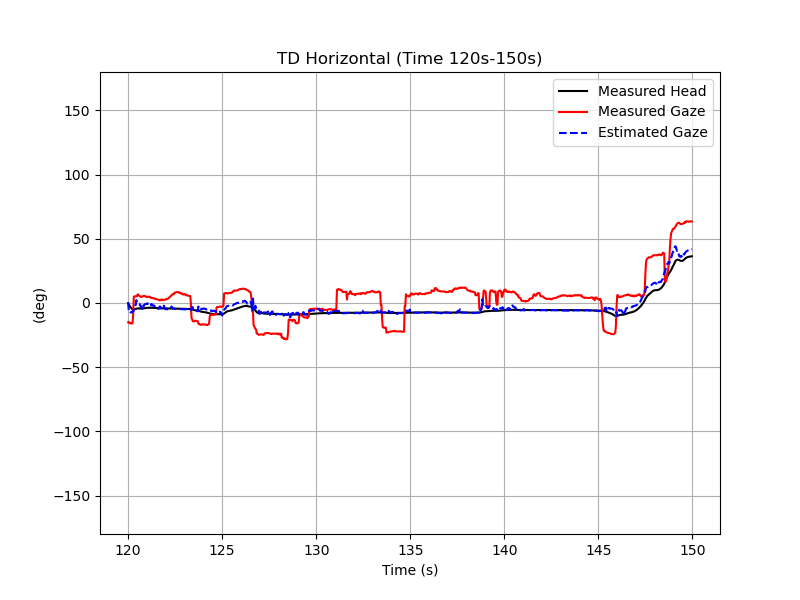 TD Horizontal (Time 120s-150s)
Measured Head
Measured Gaze
Estimated Gaze
150
100
50
0
−50
−100
−150
(deg)
120 125 130 135 140 145 150
Time (s)